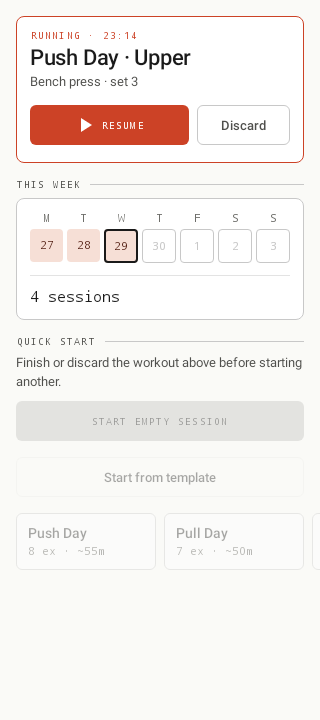 RUNNING · 23:14
Push Day · Upper
Bench press · set 3
RESUME
Discard
THIS WEEK
M T W T F S S
27 28 29 30 1 2 3
4 sessions
QUICK START
Finish or discard the workout above before starting
another.
START EMPTY SESSION
Start from template
Push Day
8 ex · ~55m
Pull Day
7 ex · ~50m